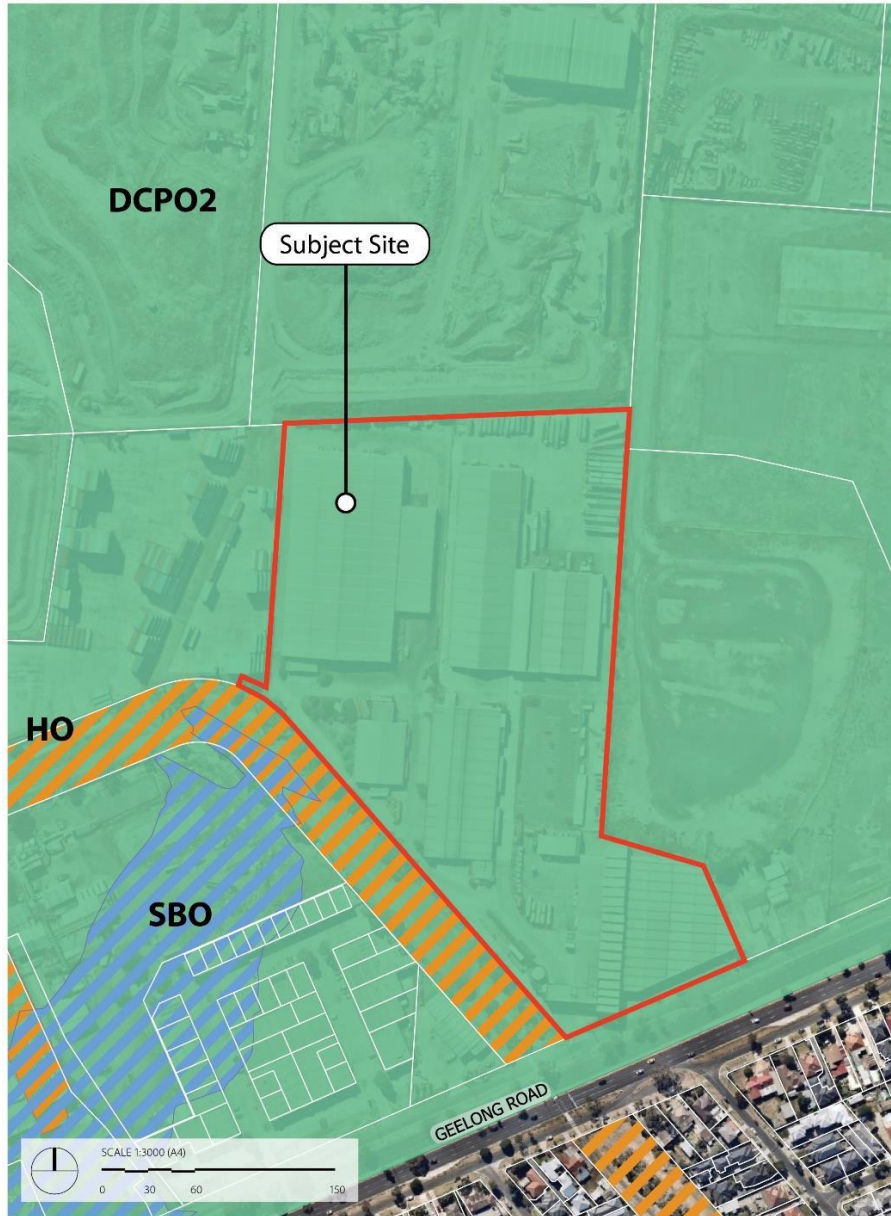 DCPO2
Subject Site
HO
SBO
GEELONG ROAD
SCALE 1:3000 (A4)
0 30 60 150